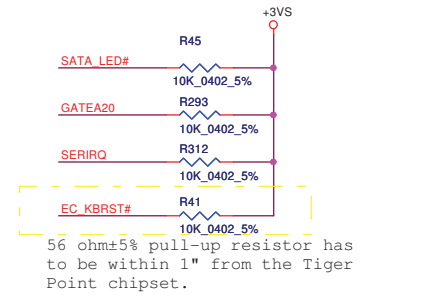 +3VS
R45
SATA_LED#
10K_0402_5%
R293
GATEA20
10K_0402_5%
R312
SERIRQ
10K_0402_5%
R41
EC_KBRST#
10K_0402_5%
56 ohm±5% pull-up resistor has
to be within 1" from the Tiger
Point chipset.